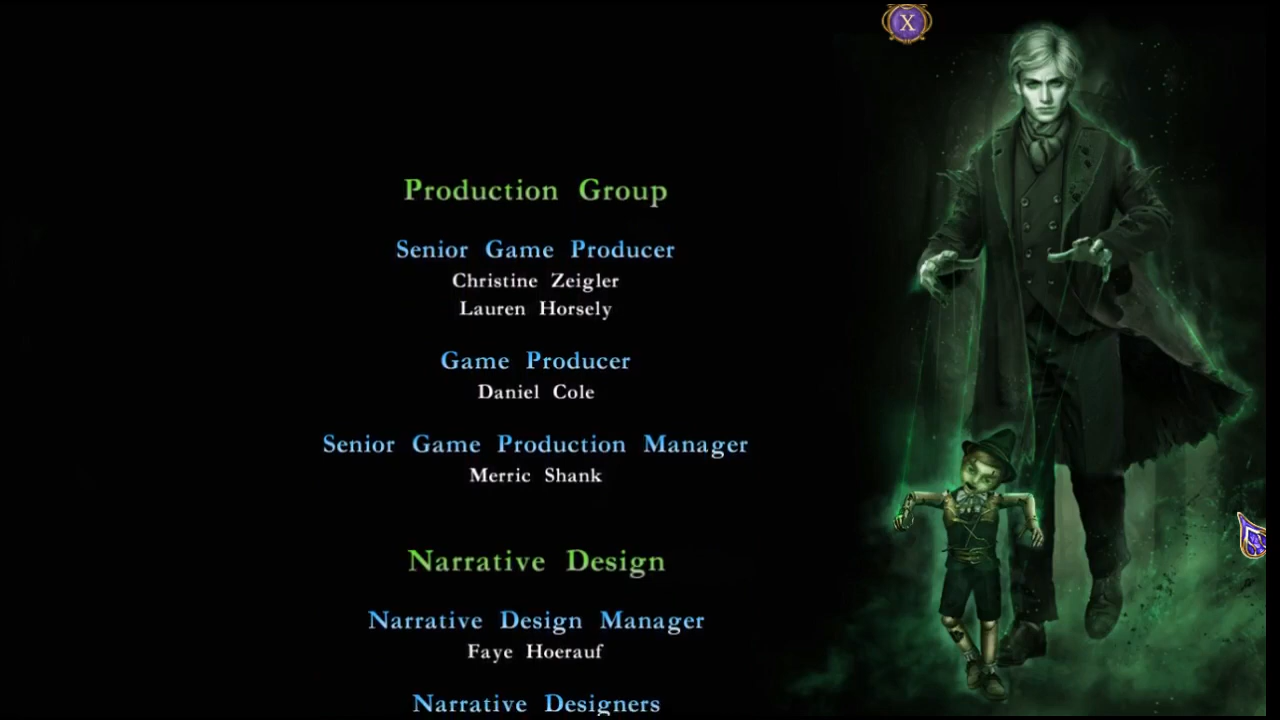 X
Production Group
Senior Game Producer
Christine Zeigler
Lauren Horsely
Game Producer
Daniel Cole
Senior Game Production Manager
Merric Shank
Narrative Design
Narrative Design Manager
Faye Hoerauf
Narrative Designers